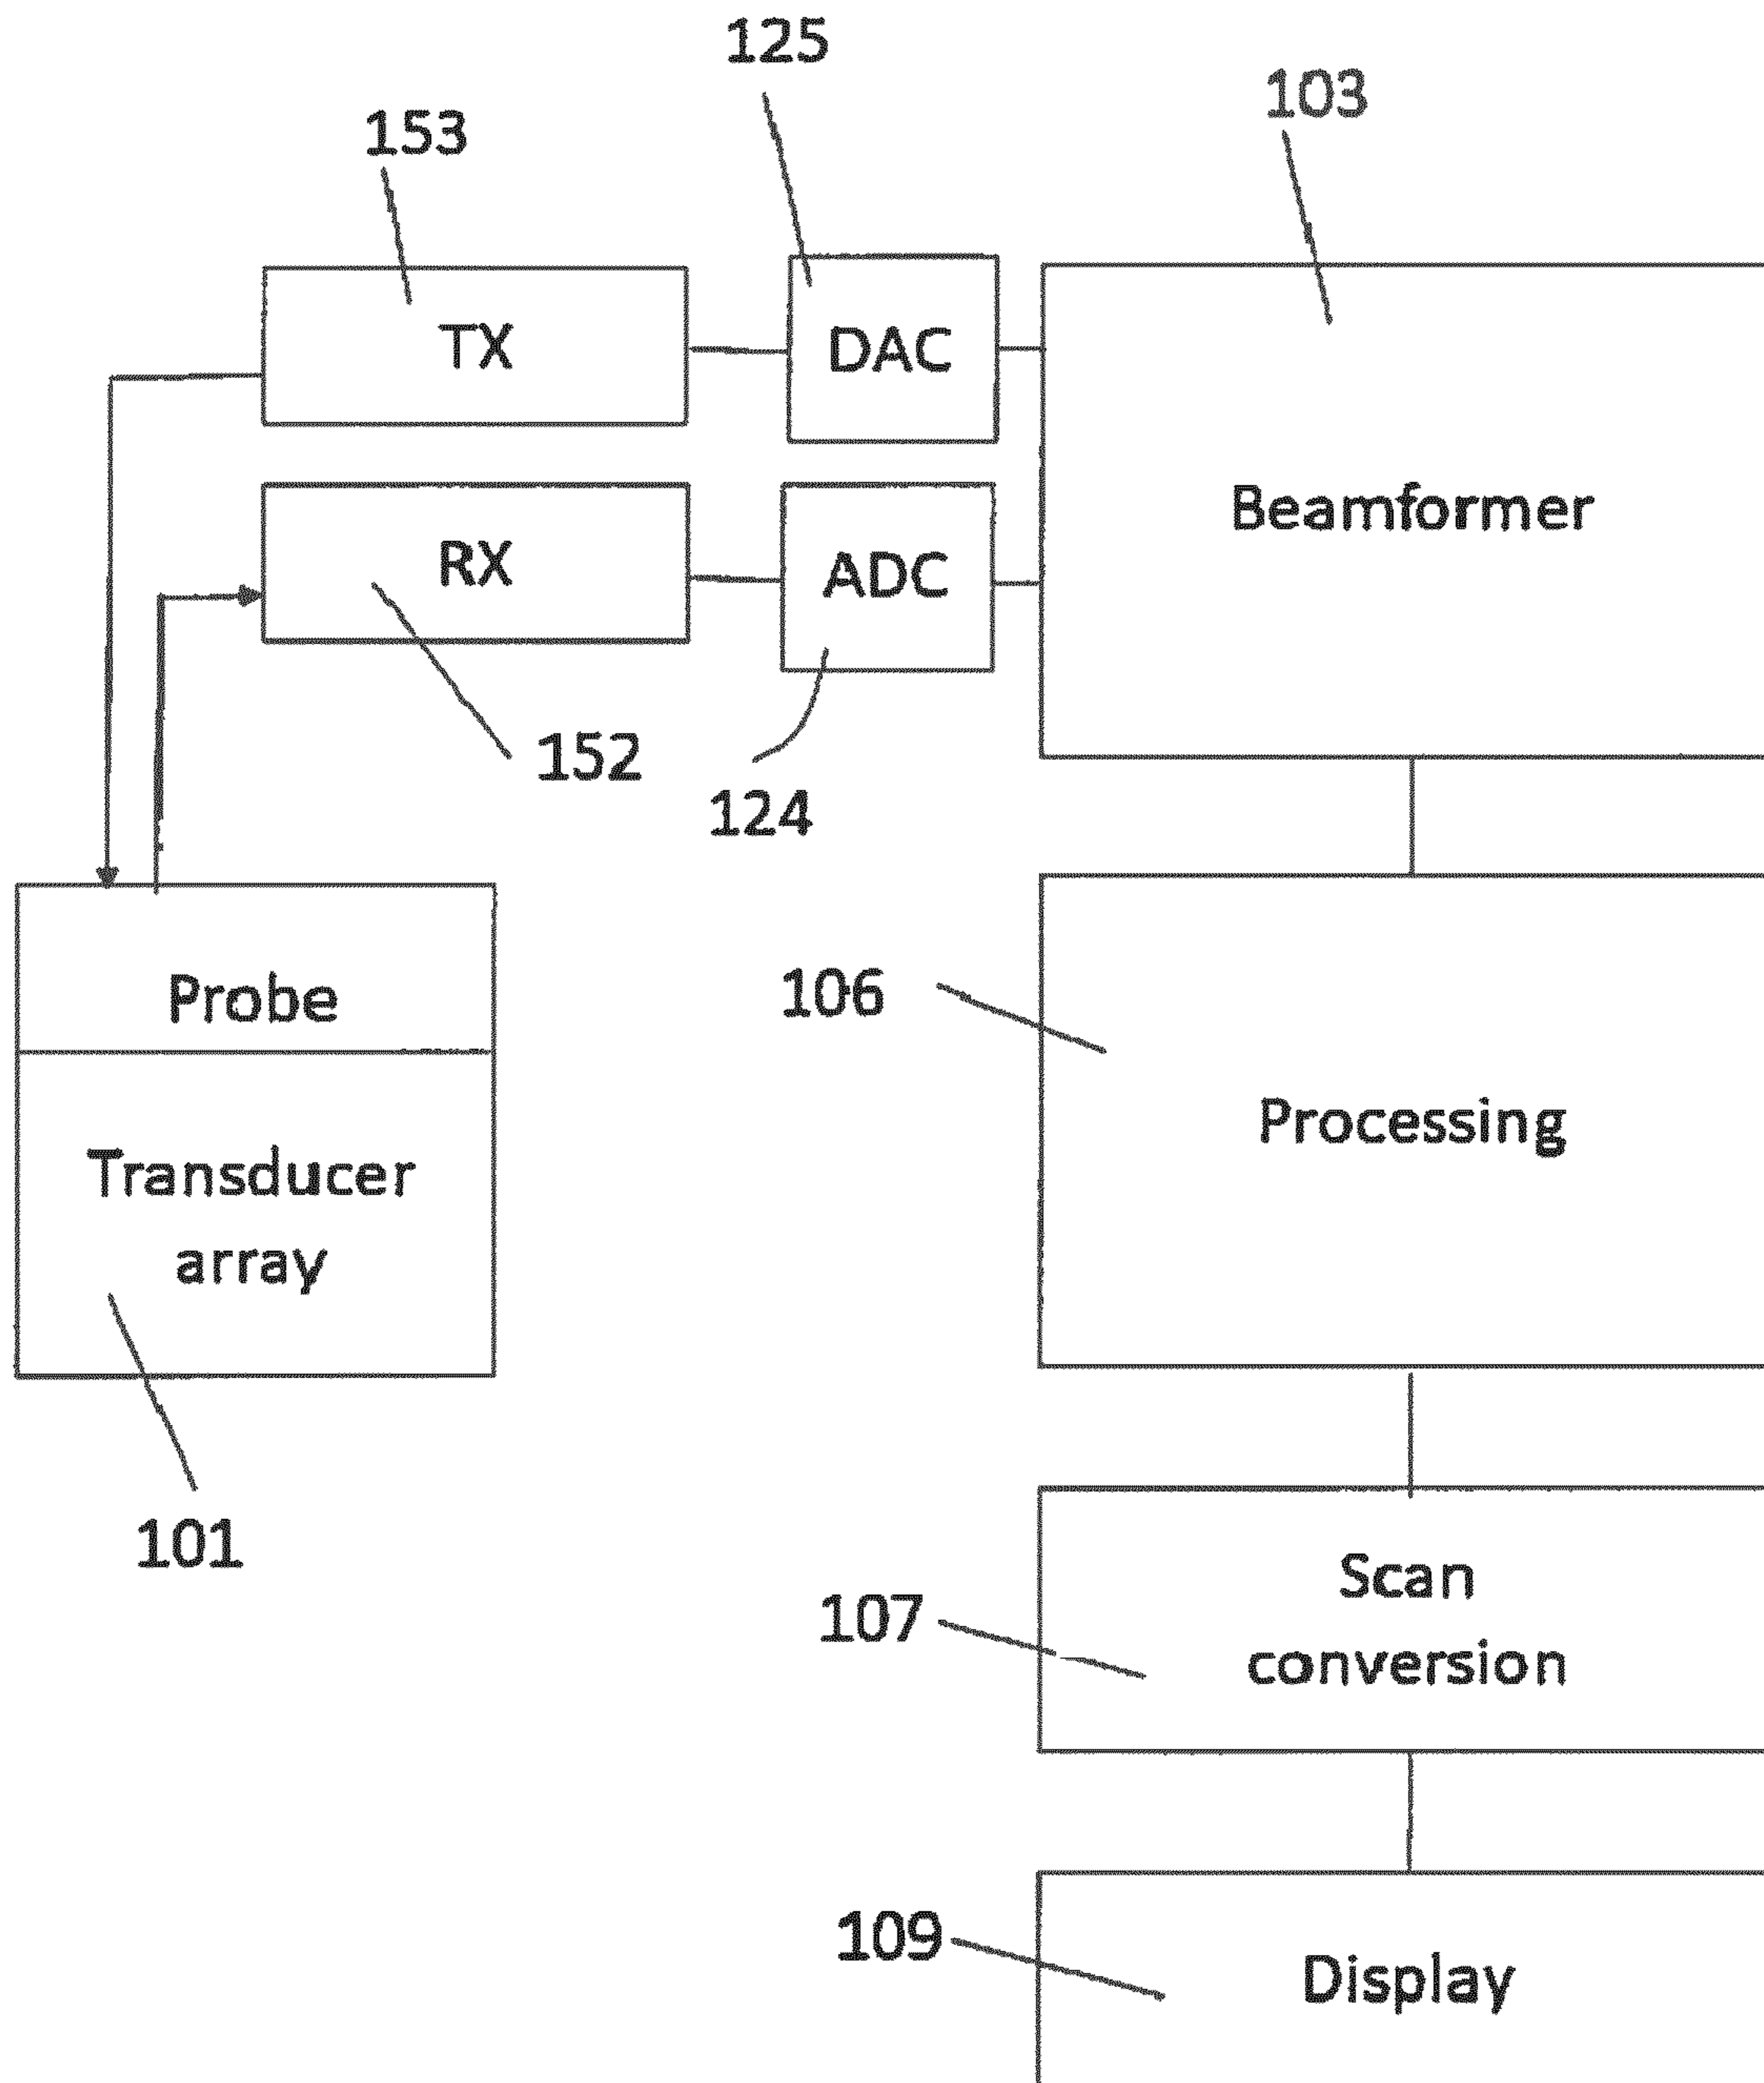 125
103
153
TX
DAC
Beamformer
RX
ADC
152
124
Probe
106
Processing
Transducer
array
101
Scan
107
conversion
109
Display